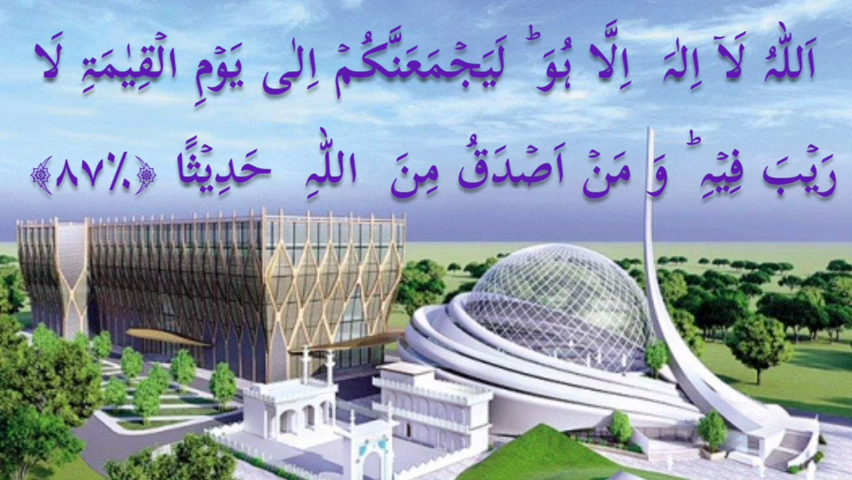 اَللّٰہُ لَاۤ اِلٰہَ اِلَّا ہُوَ ؕ لَیَجۡمَعَنَّکُمۡ اِلٰی یَوۡمِ الۡقِیٰمَۃِ لَا
رَیۡبَ فِیۡہِ ؕ وَ مَنۡ اَصۡدَقُ مِنَ اللّٰہِ حَدِیۡثًا ﴿٪۸۷﴾